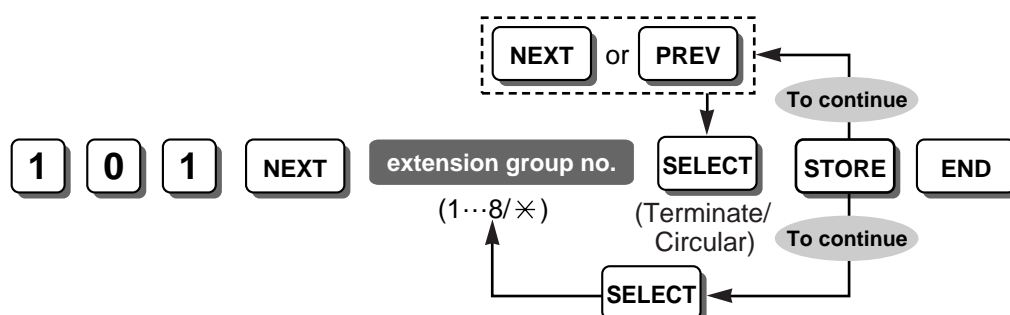 NEXT or PREV
To continue
1 0 1 NEXT extension group no. SELECT STORE END
(1···8/✳) (Terminate/
Circular)
To continue
SELECT